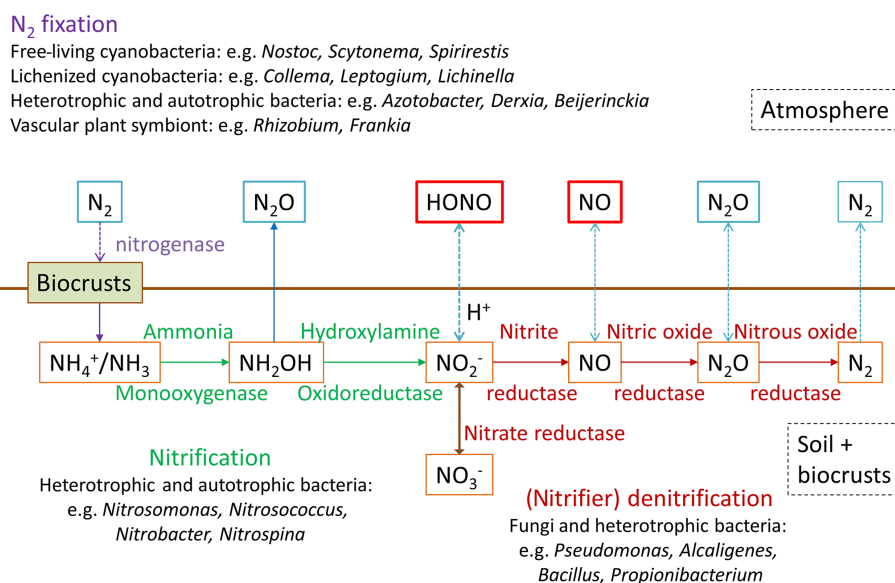 N₂ fixation
Free-living cyanobacteria: e.g. Nostoc, Scytonema, Spirirestis
Lichenized cyanobacteria: e.g. Collema, Leptogium, Lichinella
Heterotrophic and autotrophic bacteria: e.g. Azotobacter, Derxia, Beijerinckia
Vascular plant symbiont: e.g. Rhizobium, Frankia
Atmosphere
N₂
N₂O
HONO
NO
N₂O
N₂
nitrogenase
Biocrusts
H⁺
Ammonia
Hydroxylamine
Nitrite
Nitric oxide
Nitrous oxide
NH₄⁺/NH₃
NH₂OH
NO₂⁻
NO
N₂O
N₂
Monooxygenase
Oxidoreductase
reductase
reductase
reductase
Nitrate reductase
NO₃⁻
Soil +
biocrusts
Nitrification
Heterotrophic and autotrophic bacteria:
e.g. Nitrosomonas, Nitrosococcus,
Nitrobacter, Nitrospina
(Nitrifier) denitrification
Fungi and heterotrophic bacteria:
e.g. Pseudomonas, Alcaligenes,
Bacillus, Propionibacterium